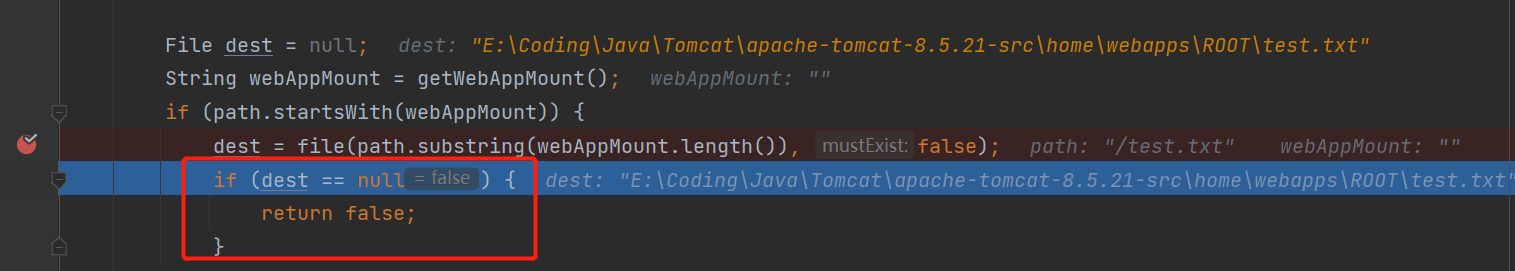 File dest = null; dest: "E:\Coding\Java\Tomcat\apache-tomcat-8.5.21-src\home\webapps\ROOT\test.txt"
String webAppMount = getWebAppMount(); webAppMount: ""
if (path.startsWith(webAppMount)) {
dest = file(path.substring(webAppMount.length()), mustExist: false); path: "/test.txt" webAppMount: ""
if (dest == null = false ) { dest: "E:\Coding\Java\Tomcat\apache-tomcat-8.5.21-src\home\webapps\ROOT\test.txt"
return false;
}